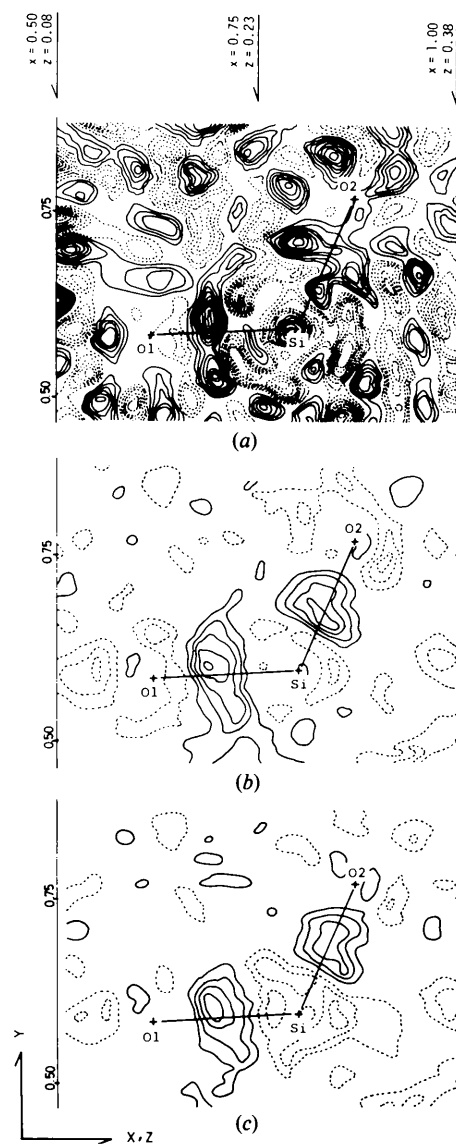 x = 0.50
z = 0.08
x = 0.75
z = 0.23
x = 1.00
z = 0.38
O2
0.75
O1
Si
0.50
(a)
O2
0.75
O1
Si
0.50
(b)
O2
0.75
O1
Si
0.50
Y
X,Z
(c)